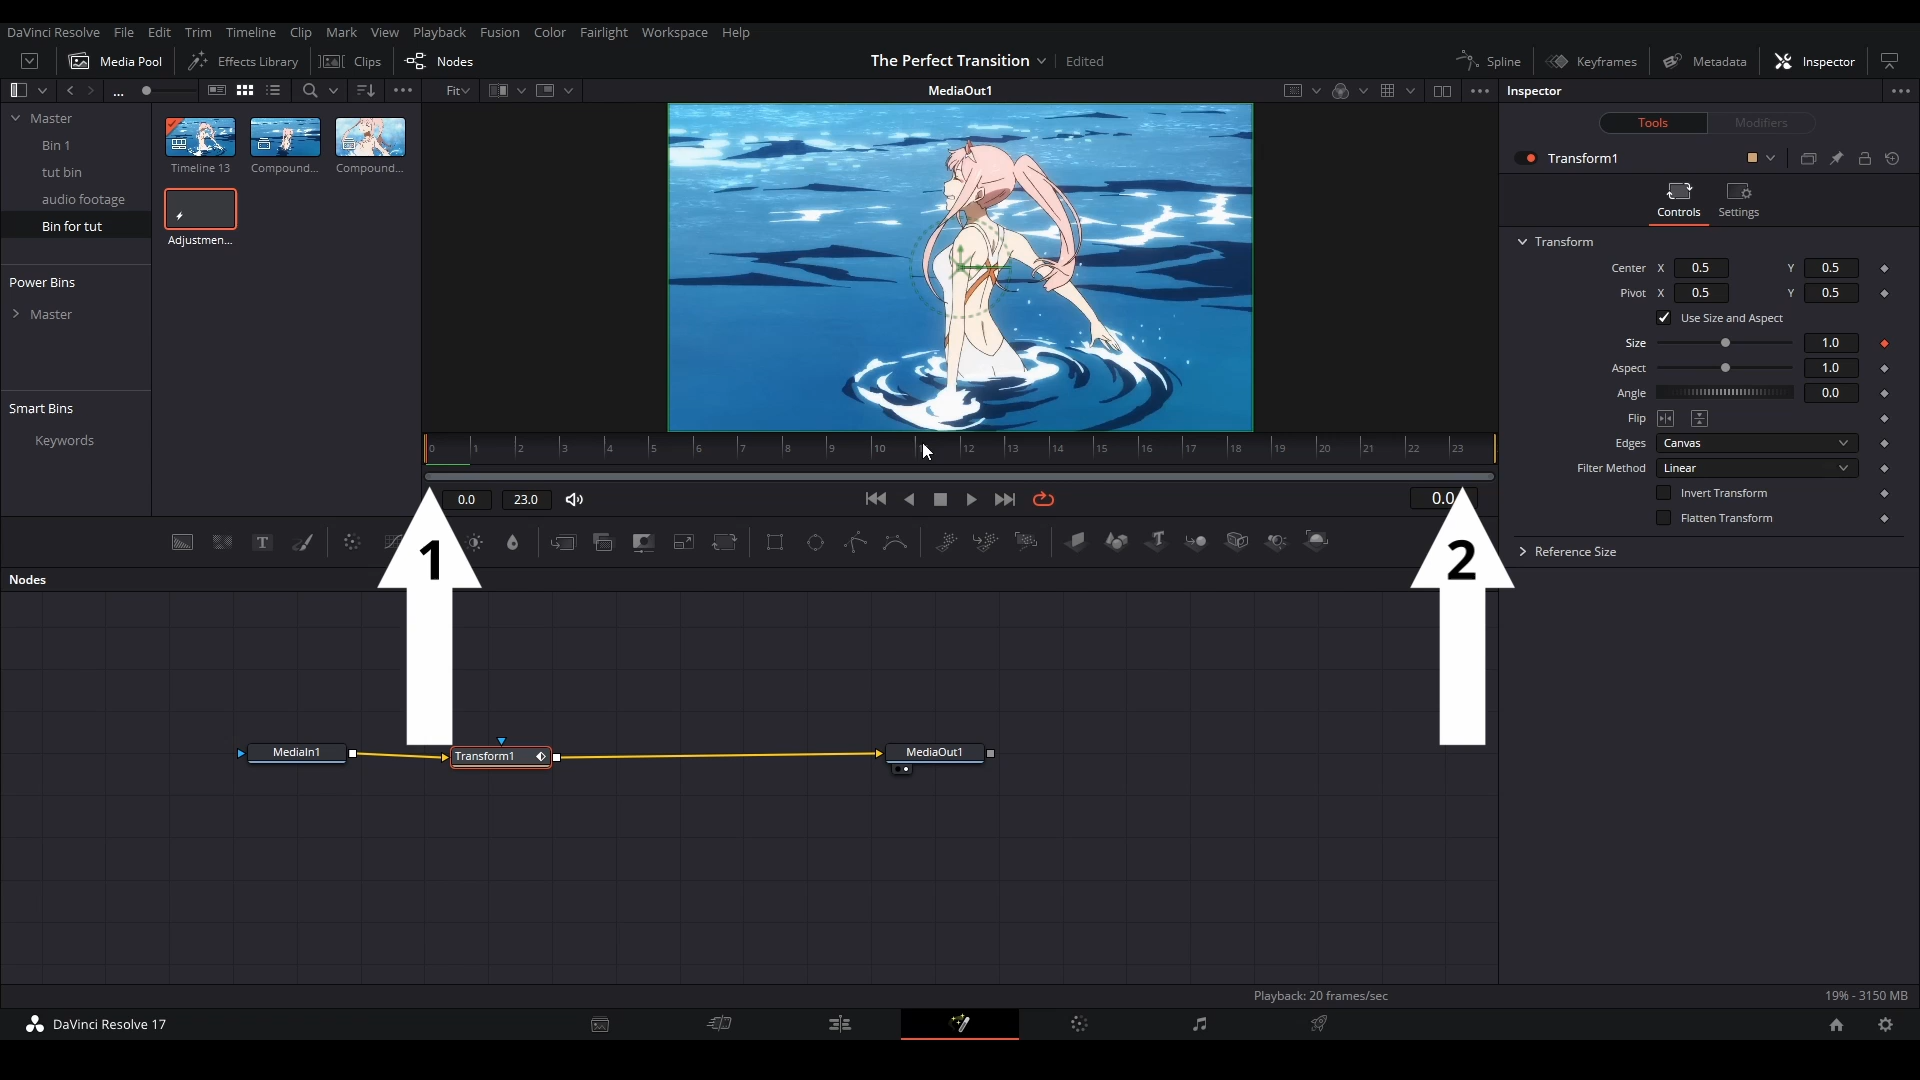 DaVinci Resolve File Edit Trim Timeline Clip Mark View Playback Fusion Color Fairlight Workspace Help
Media Pool Effects Library Clips Nodes The Perfect Transition Edited Spline Keyframes Metadata Inspector
... Fit MediaOut1 Inspector
Master
Bin 1
tut bin
audio footage
Bin for tut
Power Bins
Master
Smart Bins
Keywords
Timeline 13 Compound... Compound...
Adjustmen...
0 1 2 3 4 5 6 7 8 9 10 12 13 14 15 16 17 18 19 20 21 22 23
0.0 23.0 0.0
Tools Modifiers
Transform1
Controls Settings
Transform
Center X 0.5 Y 0.5
Pivot X 0.5 Y 0.5
Use Size and Aspect
Size 1.0
Aspect 1.0
Angle 0.0
Flip
Edges Canvas
Filter Method Linear
Invert Transform
Flatten Transform
Reference Size
1 2
Nodes
MediaIn1 Transform1 MediaOut1
Playback: 20 frames/sec 19% - 3150 MB
DaVinci Resolve 17